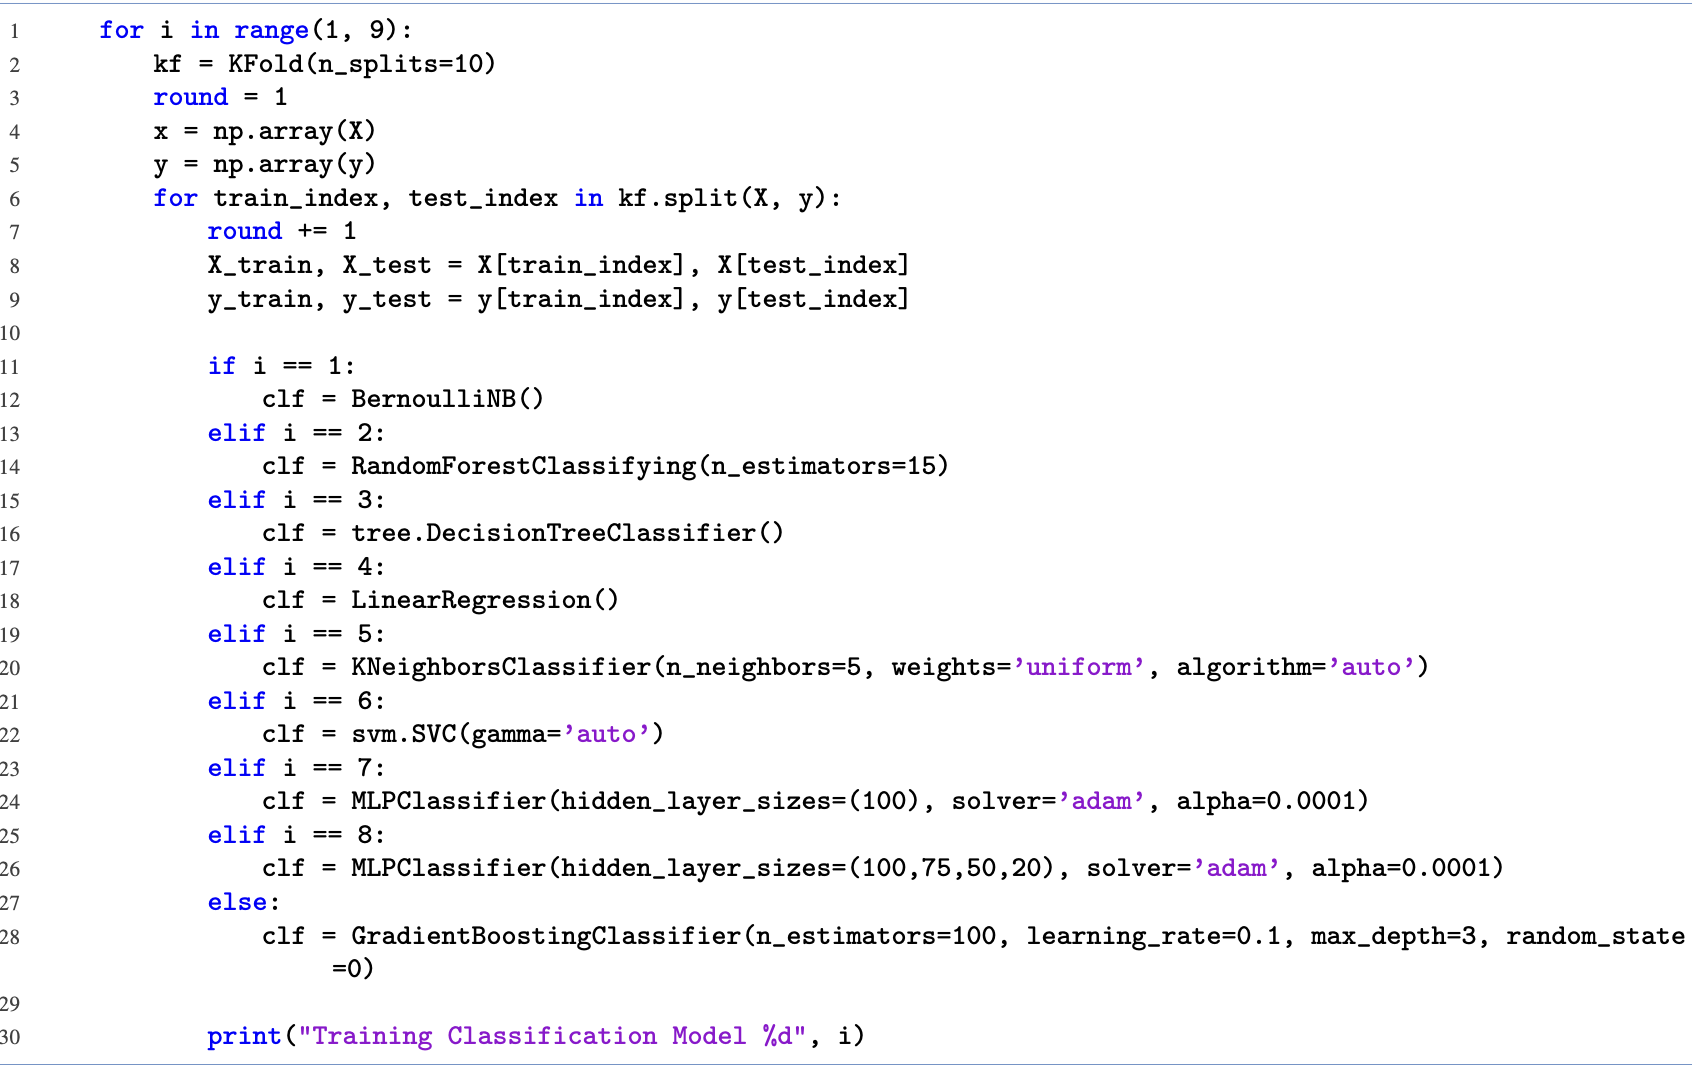 1 for i in range(1, 9):
2 kf = KFold(n_splits=10)
3 round = 1
4 x = np.array(X)
5 y = np.array(y)
6 for train_index, test_index in kf.split(X, y):
7 round += 1
8 X_train, X_test = X[train_index], X[test_index]
9 y_train, y_test = y[train_index], y[test_index]
10
11 if i == 1:
12 clf = BernoulliNB()
13 elif i == 2:
14 clf = RandomForestClassifying(n_estimators=15)
15 elif i == 3:
16 clf = tree.DecisionTreeClassifier()
17 elif i == 4:
18 clf = LinearRegression()
19 elif i == 5:
20 clf = KNeighborsClassifier(n_neighbors=5, weights=’uniform’, algorithm=’auto’)
21 elif i == 6:
22 clf = svm.SVC(gamma=’auto’)
23 elif i == 7:
24 clf = MLPClassifier(hidden_layer_sizes=(100), solver=’adam’, alpha=0.0001)
25 elif i == 8:
26 clf = MLPClassifier(hidden_layer_sizes=(100,75,50,20), solver=’adam’, alpha=0.0001)
27 else:
28 clf = GradientBoostingClassifier(n_estimators=100, learning_rate=0.1, max_depth=3, random_state
=0)
29
30 print("Training Classification Model %d", i)